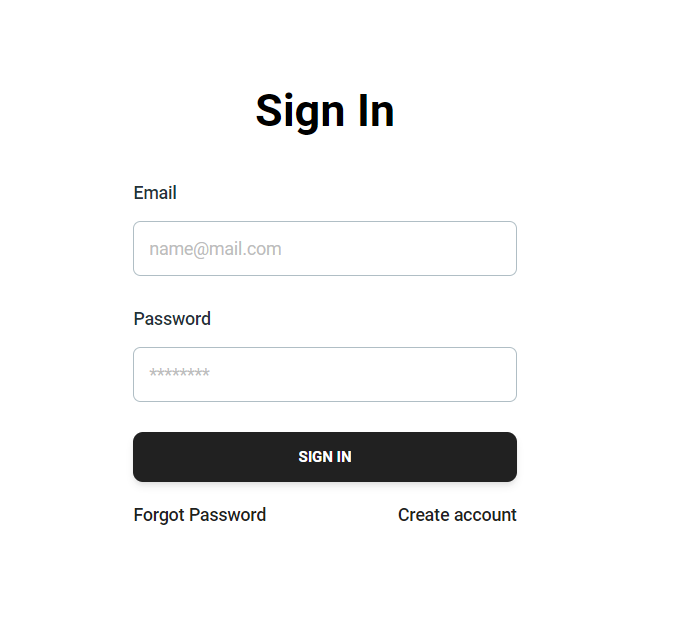 Sign In
Email
name@mail.com
Password
********
SIGN IN
Forgot Password Create account